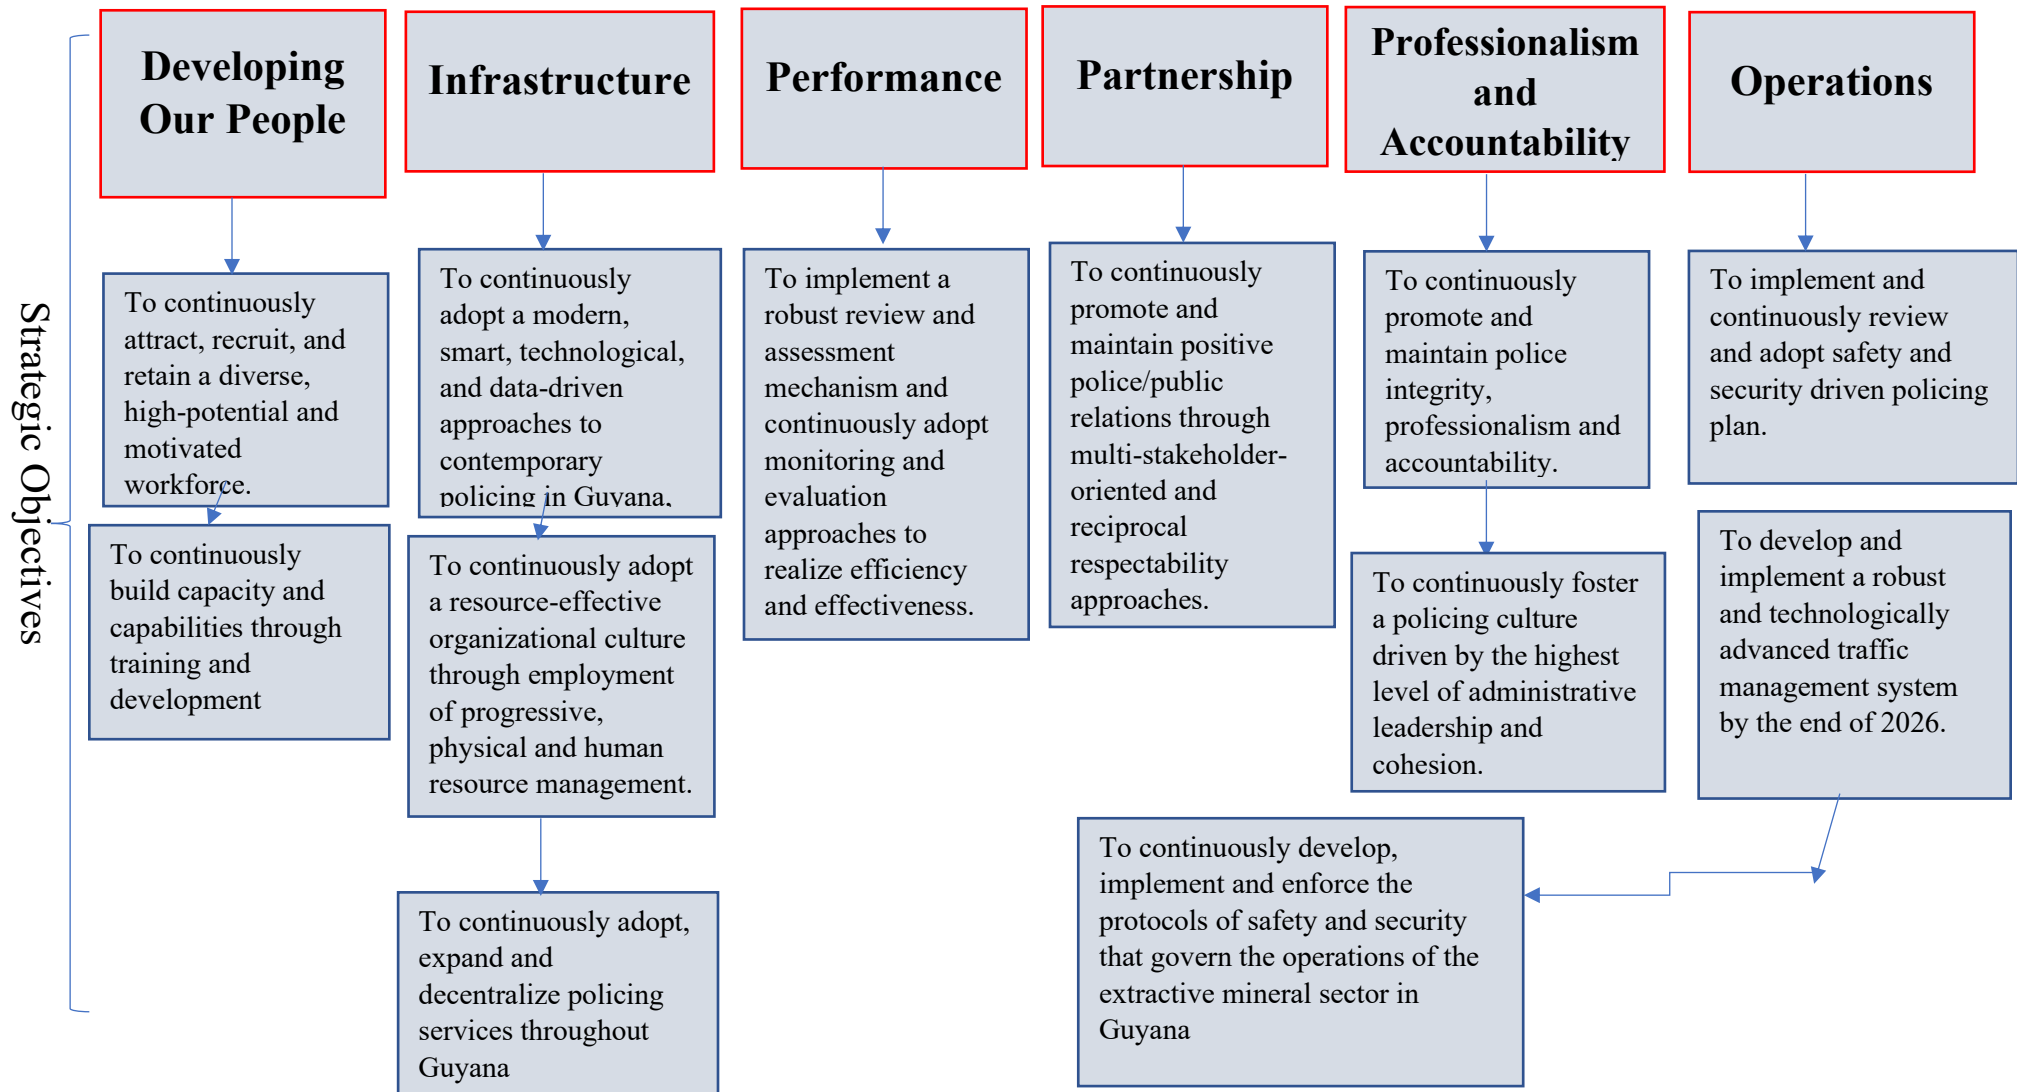 Strategic Objectives
Developing
Our People
Infrastructure
Performance
Partnership
Professionalism
and
Accountability
Operations
To continuously
attract, recruit, and
retain a diverse,
high-potential and
motivated
workforce.
To continuously
build capacity and
capabilities through
training and
development
To continuously
adopt a modern,
smart, technological,
and data-driven
approaches to
contemporary
policing in Guyana.
To continuously adopt
a resource-effective
organizational culture
through employment
of progressive,
physical and human
resource management.
To continuously adopt,
expand and
decentralize policing
services throughout
Guyana
To implement a
robust review and
assessment
mechanism and
continuously adopt
monitoring and
evaluation
approaches to
realize efficiency
and effectiveness.
To continuously
promote and
maintain positive
police/public
relations through
multi-stakeholder-
oriented and
reciprocal
respectability
approaches.
To continuously
promote and
maintain police
integrity,
professionalism and
accountability.
To continuously foster
a policing culture
driven by the highest
level of administrative
leadership and
cohesion.
To implement and
continuously review
and adopt safety and
security driven policing
plan.
To develop and
implement a robust
and technologically
advanced traffic
management system
by the end of 2026.
To continuously develop,
implement and enforce the
protocols of safety and security
that govern the operations of the
extractive mineral sector in
Guyana